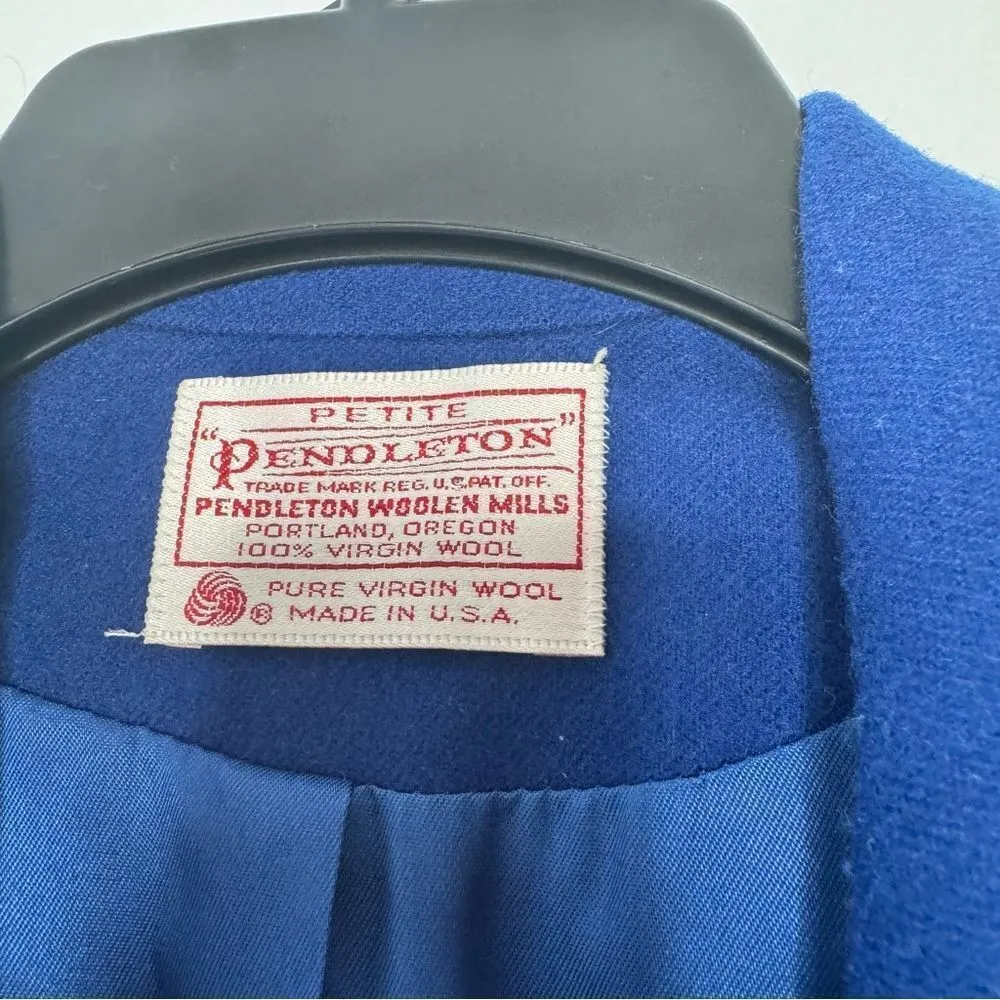 PETITE
"PENDLETON"
TRADE MARK REG. U.S. PAT. OFF.
PENDLETON WOOLEN MILLS
PORTLAND, OREGON
100% VIRGIN WOOL
PURE VIRGIN WOOL
® MADE IN U.S.A.